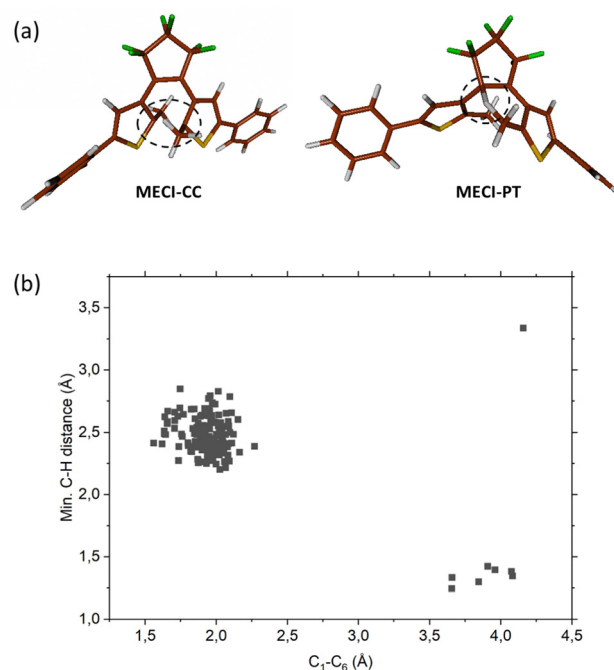 (a)
MECI-CC
MECI-PT
(b)
3,5
3,0
2,5
2,0
1,5
1,0
Min. C-H distance (Å)
1,5
2,0
2,5
3,0
3,5
4,0
4,5
C₁-C₆ (Å)